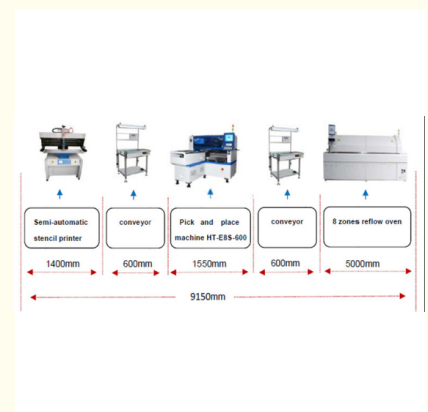 Semi-automatic
stencil printer
conveyor
Pick and place
machine HT-E8S-600
conveyor
8 zones reflow oven
1400mm
600mm
1550mm
600mm
5000mm
9150mm